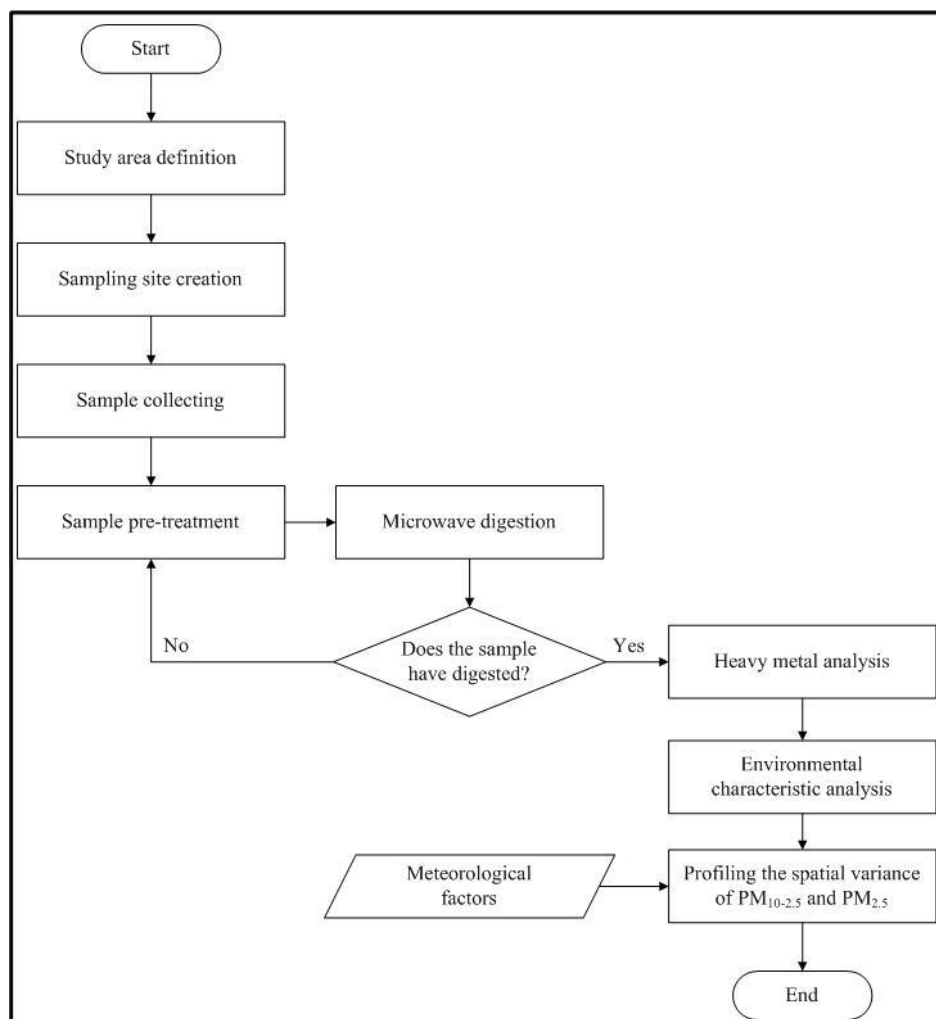 Start
Study area definition
Sampling site creation
Sample collecting
Sample pre-treatment
Microwave digestion
No
Does the sample
have digested?
Yes
Heavy metal analysis
Environmental
characteristic analysis
Meteorological
factors
Profiling the spatial variance
of PM10-2.5 and PM2.5
End